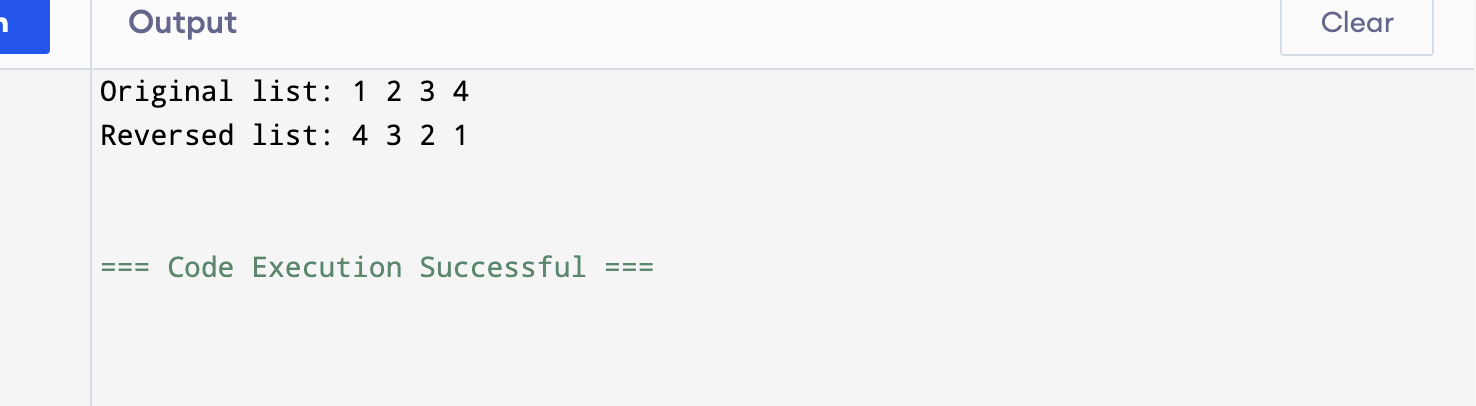 Output
Clear
Original list: 1 2 3 4
Reversed list: 4 3 2 1
=== Code Execution Successful ===